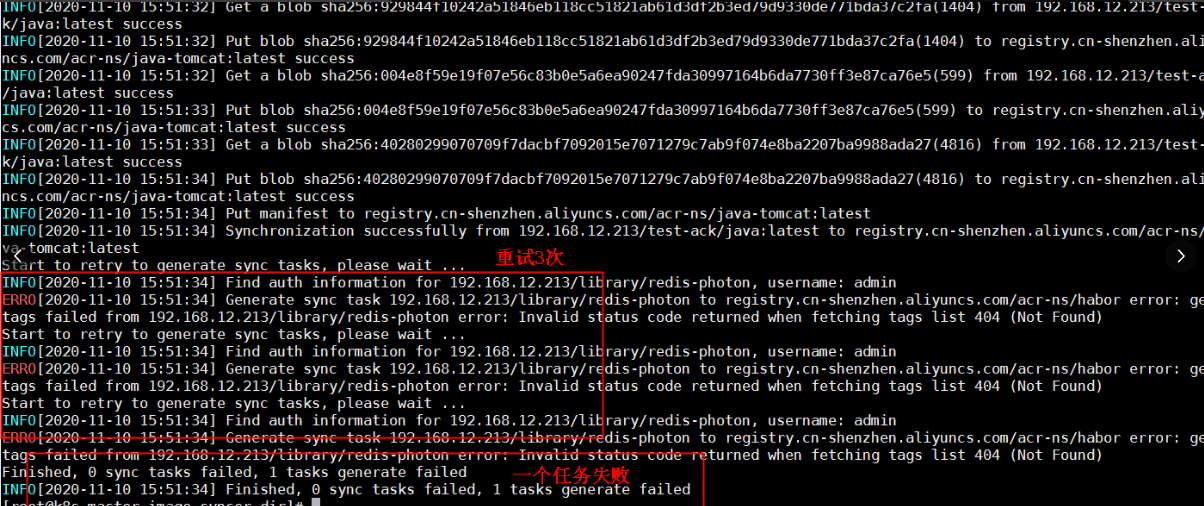 INFO[2020-11-10 15:51:32] Get a blob sha256:929844f10242a51846eb118cc51821ab61d3df2b3ed79d9330de771bda37c2fa(1404) from 192.168.12.213/test-ac
k/java:latest success
INFO[2020-11-10 15:51:32] Put blob sha256:929844f10242a51846eb118cc51821ab61d3df2b3ed79d9330de771bda37c2fa(1404) to registry.cn-shenzhen.aliyu
ncs.com/acr-ns/java-tomcat:latest success
INFO[2020-11-10 15:51:32] Get a blob sha256:004e8f59e19f07e56c83b0e5a6ea90247fda30997164b6da7730ff3e87ca76e5(599) from 192.168.12.213/test-a
/java:latest success
INFO[2020-11-10 15:51:33] Put blob sha256:004e8f59e19f07e56c83b0e5a6ea90247fda30997164b6da7730ff3e87ca76e5(599) to registry.cn-shenzhen.aliy
cs.com/acr-ns/java-tomcat:latest success
INFO[2020-11-10 15:51:33] Get a blob sha256:40280299070709f7dacbf7092015e7071279c7ab9f074e8ba2207ba9988ada27(4816) from 192.168.12.213/test-
k/java:latest success
INFO[2020-11-10 15:51:34] Put blob sha256:40280299070709f7dacbf7092015e7071279c7ab9f074e8ba2207ba9988ada27(4816) to registry.cn-shenzhen.ali
ncs.com/acr-ns/java-tomcat:latest success
INFO[2020-11-10 15:51:34] Put manifest to registry.cn-shenzhen.aliyuncs.com/acr-ns/java-tomcat:latest
INFO[2020-11-10 15:51:34] Synchronization successfully from 192.168.12.213/test-ack/java:latest to registry.cn-shenzhen.aliyuncs.com/acr-ns/
va-tomcat:latest
重试3次
Start to retry to generate sync tasks, please wait ...
INFO[2020-11-10 15:51:34] Find auth information for 192.168.12.213/library/redis-photon, username: admin
ERRO[2020-11-10 15:51:34] Generate sync task 192.168.12.213/library/redis-photon to registry.cn-shenzhen.aliyuncs.com/acr-ns/habor error: ge
tags failed from 192.168.12.213/library/redis-photon error: Invalid status code returned when fetching tags list 404 (Not Found)
Start to retry to generate sync tasks, please wait ...
INFO[2020-11-10 15:51:34] Find auth information for 192.168.12.213/library/redis-photon, username: admin
ERRO[2020-11-10 15:51:34] Generate sync task 192.168.12.213/library/redis-photon to registry.cn-shenzhen.aliyuncs.com/acr-ns/habor error: ge
tags failed from 192.168.12.213/library/redis-photon error: Invalid status code returned when fetching tags list 404 (Not Found)
Start to retry to generate sync tasks, please wait ...
INFO[2020-11-10 15:51:34] Find auth information for 192.168.12.213/library/redis-photon, username: admin
ERRO[2020-11-10 15:51:34] Generate sync task 192.168.12.213/library/redis-photon to registry.cn-shenzhen.aliyuncs.com/acr-ns/habor error: ge
tags failed from 192.168.12.213/library/redis-photon error: Invalid status code returned when fetching tags list 404 (Not Found)
Finished, 0 sync tasks failed, 1 tasks generate failed
一个任务失败
INFO[2020-11-10 15:51:34] Finished, 0 sync tasks failed, 1 tasks generate failed
[root@k8s-master image-syncer-dir]#